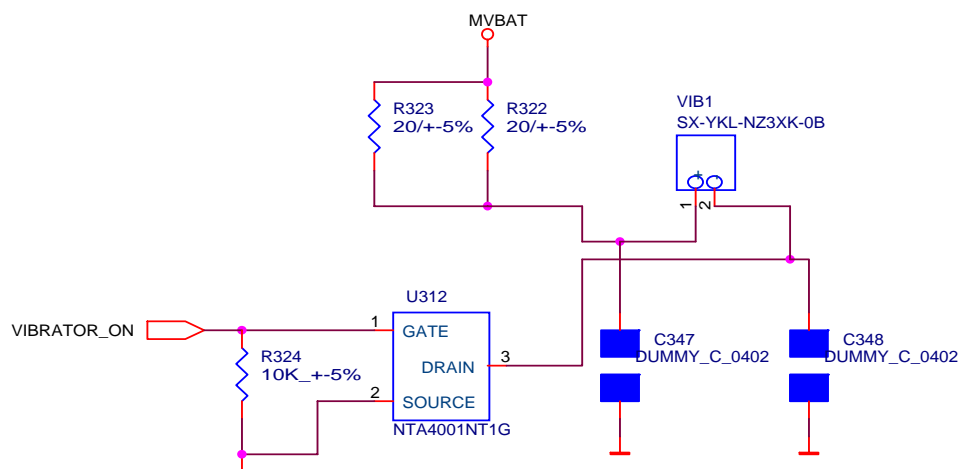 MVBAT
R323
20/+-5%
R322
20/+-5%
VIB1
SX-YKL-NZ3XK-0B
+ -
1 2
U312
VIBRATOR_ON
1 GATE
DRAIN 3
2 SOURCE
NTA4001NT1G
R324
10K_+-5%
C347
DUMMY_C_0402
C348
DUMMY_C_0402